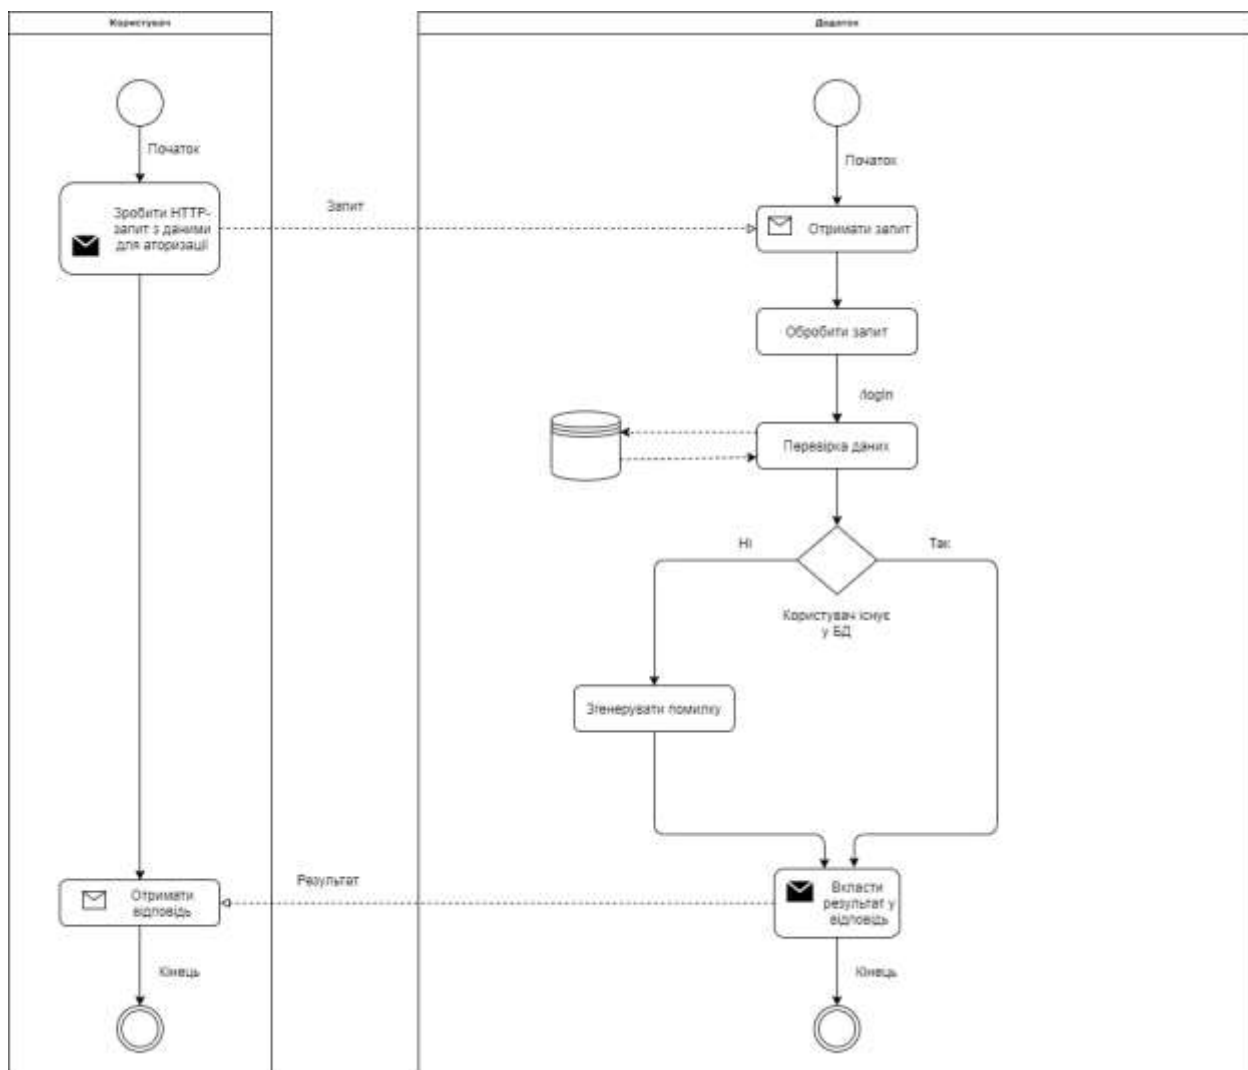 Користувач
Додаток
Початок
Початок
Зробити HTTP-
запит з даними
для аторизації
Запит
Отримати запит
Обробити запит
/login
Перевірка даних
Ні
Так
Користувач існує
у БД
Згенерувати помилку
Результат
Отримати
відповідь
Вкласти
результат у
відповідь
Кінець
Кінець